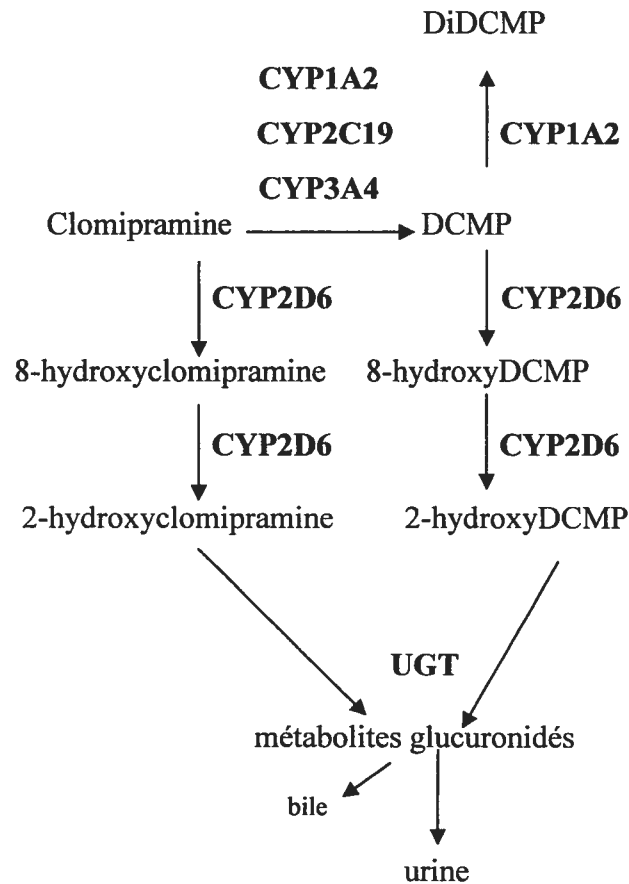 DiDCMP
CYP1A2
CYP2C19 CYP1A2
CYP3A4
Clomipramine DCMP
CYP2D6 CYP2D6
8-hydroxyclomipramine 8-hydroxyDCMP
CYP2D6 CYP2D6
2-hydroxyclomipramine 2-hydroxyDCMP
UGT
métabolites glucuronidés
bile
urine